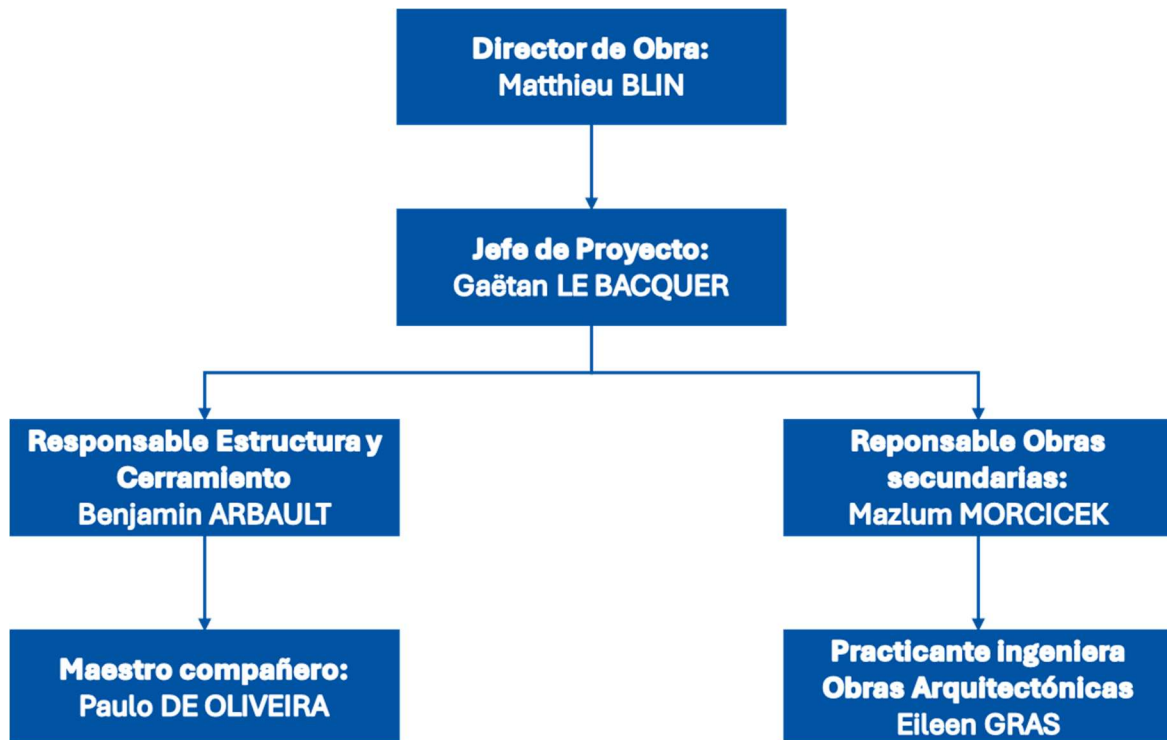 Director de Obra:
Matthieu BLIN
Jefe de Proyecto:
Gaëtan LE BACQUER
Responsable Estructura y
Cerramiento
Benjamin ARBAULT
Reponsable Obras
secundarias:
Mazlum MORCICEK
Maestro compañero:
Paulo DE OLIVEIRA
Practicante ingeniera
Obras Arquitectónicas
Eileen GRAS